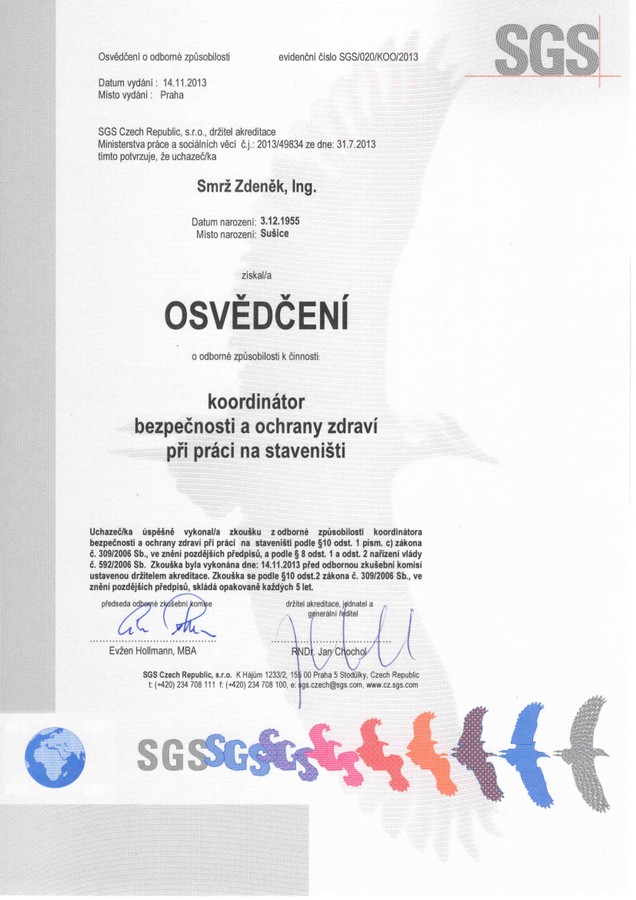 SGS
Osvědčení o odborné způsobilosti evidenční číslo SGS/020/KOO/2013
Datum vydání : 14.11.2013
Místo vydání : Praha
SGS Czech Republic, s.r.o., držitel akreditace
Ministerstva práce a sociálních věcí č.j.: 2013/49834 ze dne: 31.7.2013
tímto potvrzuje, že uchazeč/ka
Smrž Zdeněk, Ing.
Datum narození: 3.12.1955
Místo narození: Sušice
získal/a
OSVĚDČENÍ
o odborné způsobilosti k činnosti:
koordinátor
bezpečnosti a ochrany zdraví
při práci na staveništi
Uchazeč/ka úspěšně vykonal/a zkoušku z odborné způsobilosti koordinátora
bezpečnosti a ochrany zdraví při práci na staveništi podle §10 odst. 1 písm. c) zákona
č. 309/2006 Sb., ve znění pozdějších předpisů, a podle § 8 odst. 1 a odst. 2 nařízení vlády
č. 592/2006 Sb. Zkouška byla vykonána dne: 14.11.2013 před odbornou zkušební komisí
ustavenou držitelem akreditace. Zkouška se podle §10 odst.2 zákona č. 309/2006 Sb., ve
znění pozdějších předpisů, skládá opakovaně každých 5 let.
předseda odborné zkušební komise držitel akreditace, jednatel a
generální ředitel
Evžen Hollmann, MBA RNDr. Jan Chochol
SGS Czech Republic, s.r.o. K Hájům 1233/2, 155 00 Praha 5 Stodůlky, Czech Republic
t: (+420) 234 708 111 f: (+420) 234 708 100, e: sgs.czech@sgs.com, www.cz.sgs.com
SGS SGS